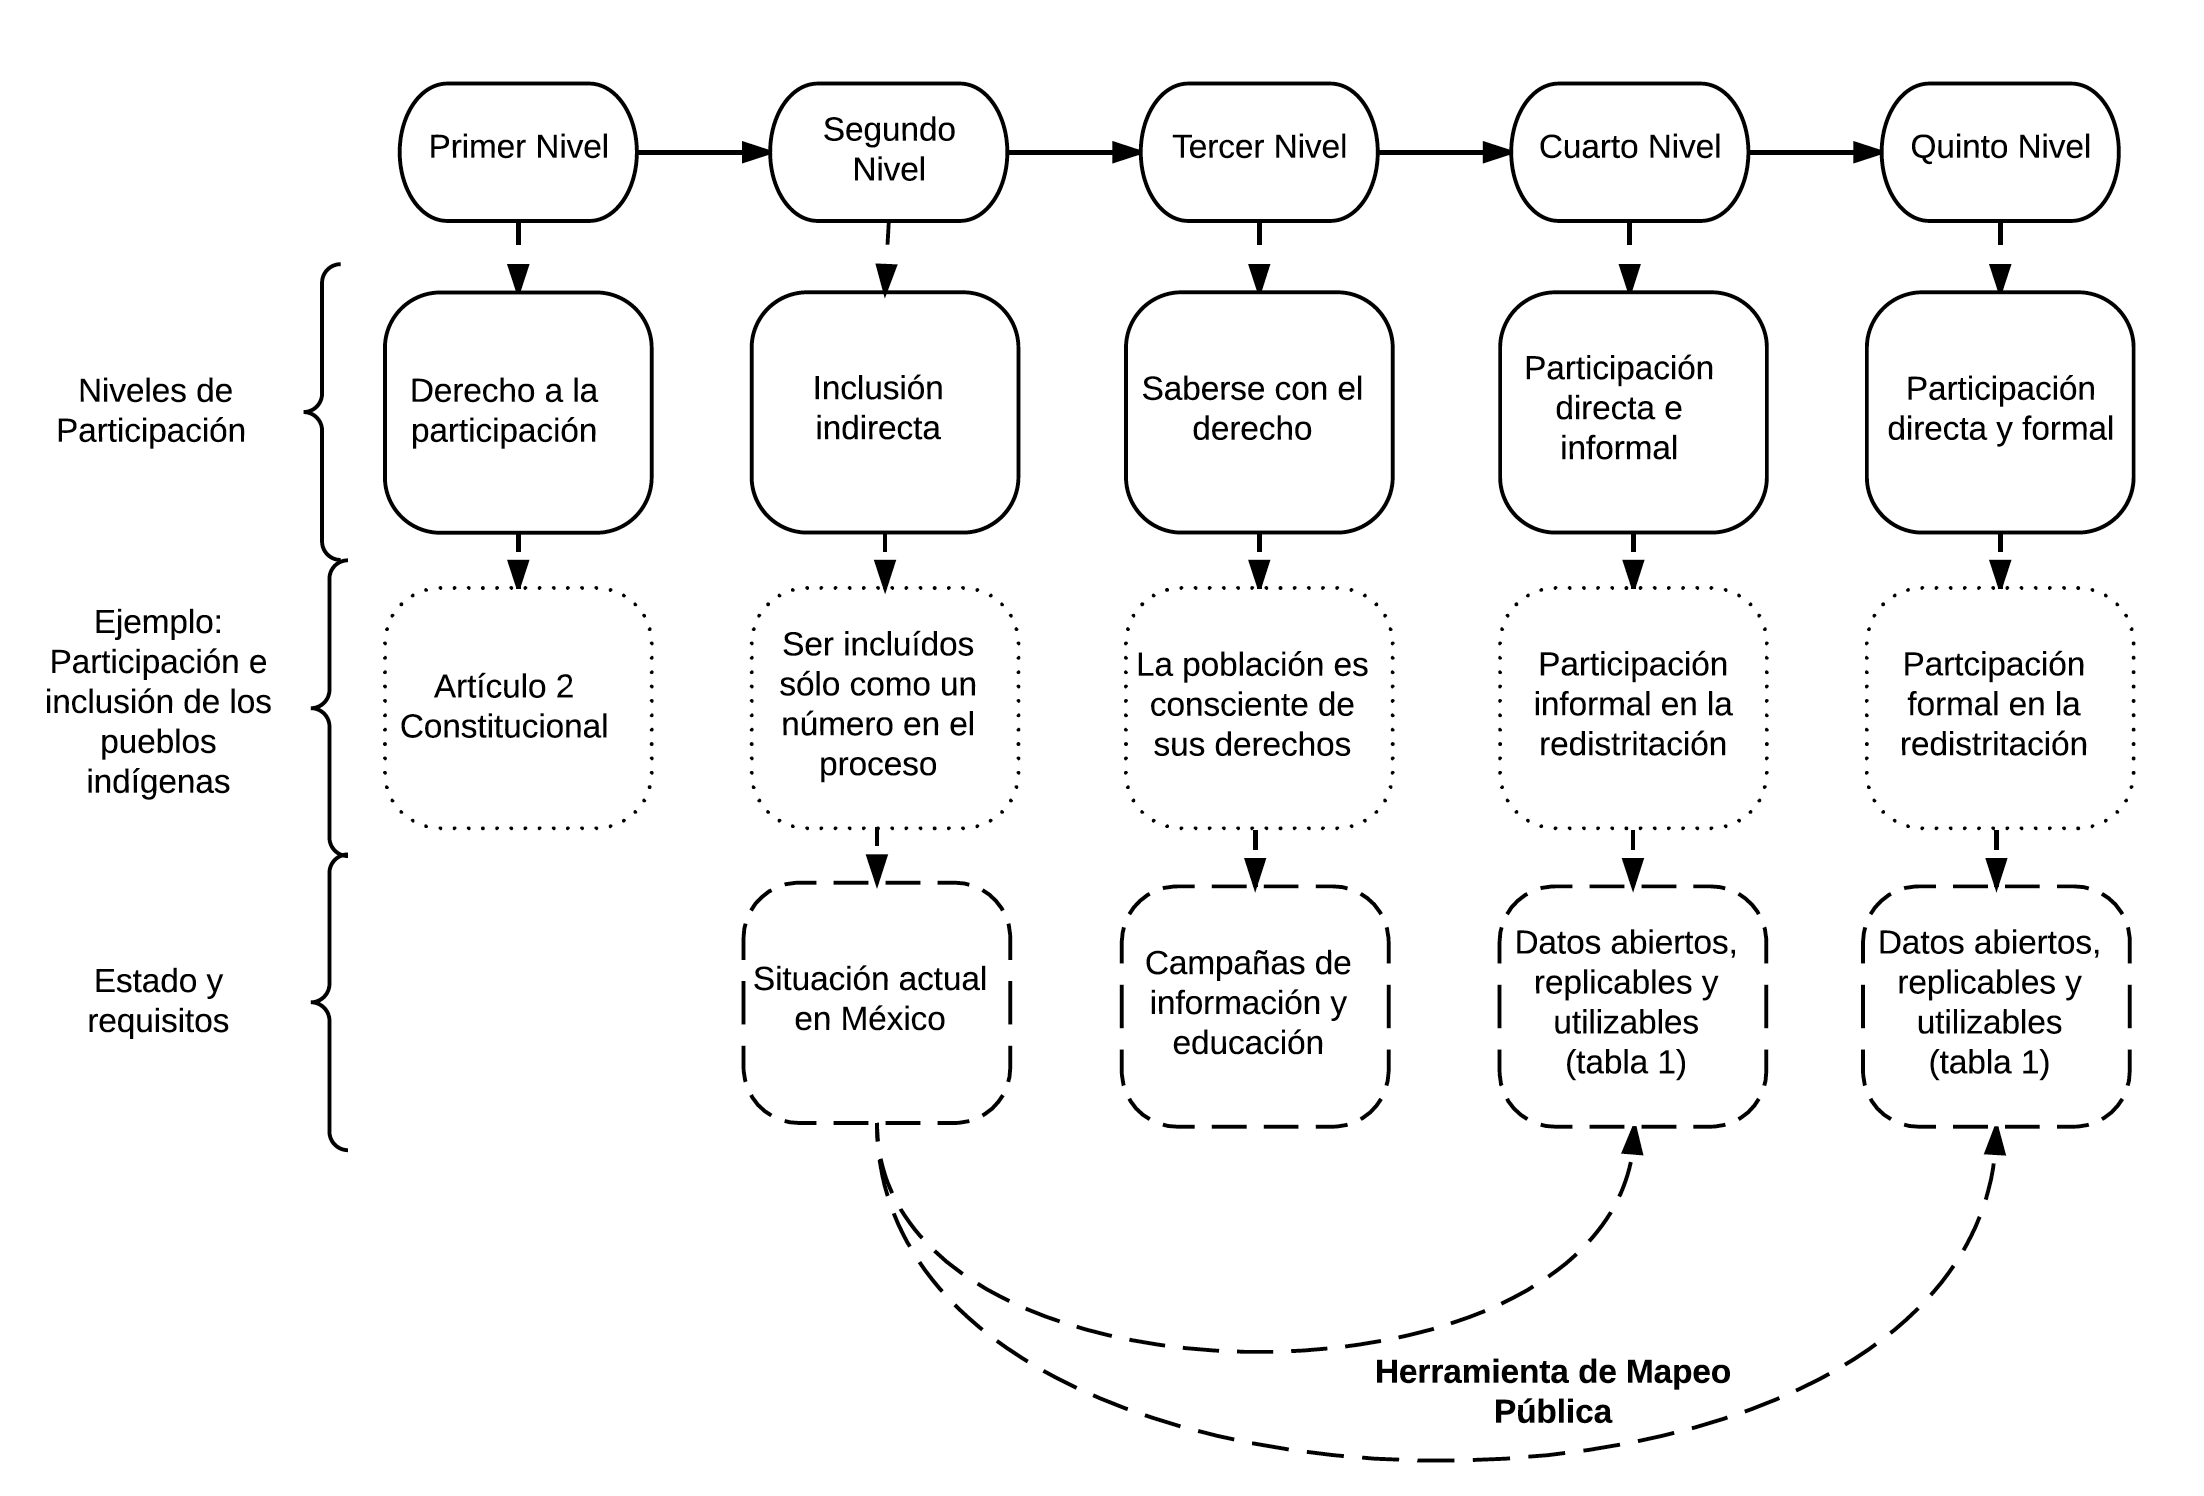 Primer Nivel
Segundo
Nivel
Tercer Nivel
Cuarto Nivel
Quinto Nivel
Niveles de
Participación
Derecho a la
participación
Inclusión
indirecta
Saberse con el
derecho
Participación
directa e
informal
Participación
directa y formal
Ejemplo:
Participación e
inclusión de los
pueblos
indígenas
Artículo 2
Constitucional
Ser incluídos
sólo como un
número en el
proceso
La población es
consciente de
sus derechos
Participación
informal en la
redistritación
Partcipación
formal en la
redistritación
Estado y
requisitos
Situación actual
en México
Campañas de
información y
educación
Datos abiertos,
replicables y
utilizables
(tabla 1)
Datos abiertos,
replicables y
utilizables
(tabla 1)
Herramienta de Mapeo
Pública